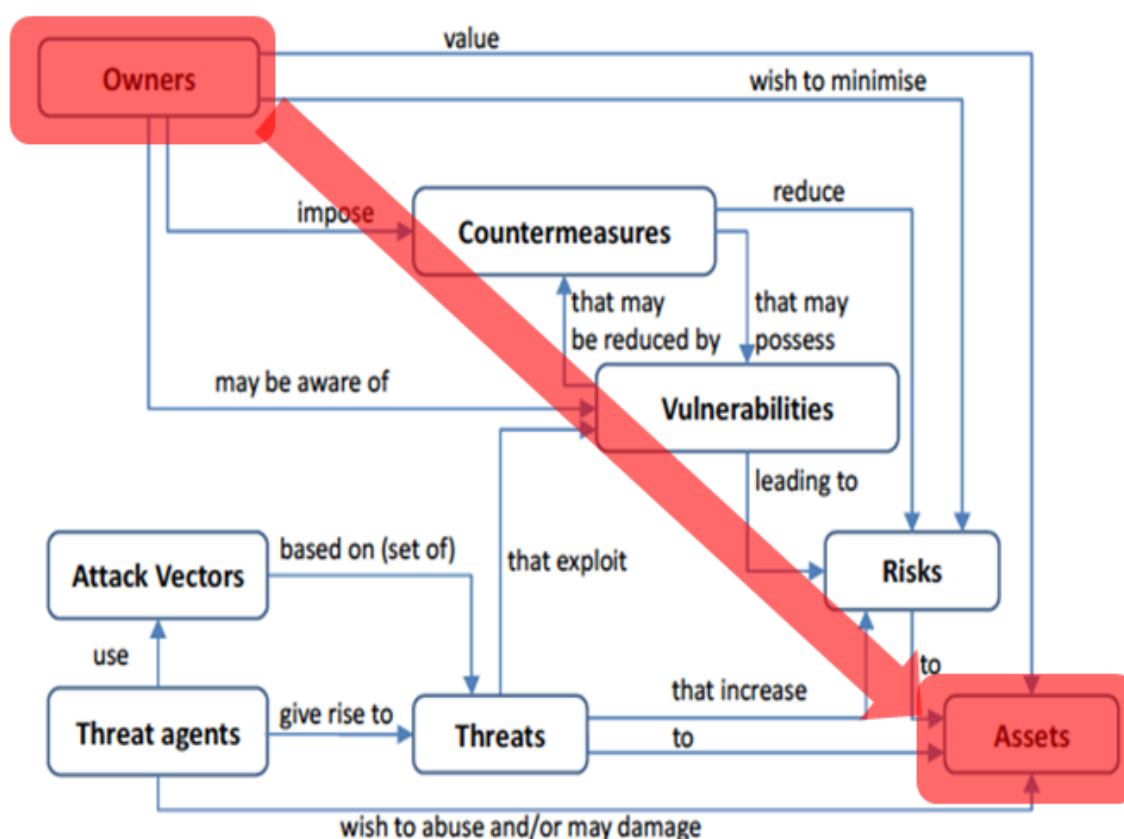 value
Owners
wish to minimise
reduce
impose
Countermeasures
that may
be reduced by
that may
possess
may be aware of
Vulnerabilities
leading to
based on (set of)
that exploit
Attack Vectors
Risks
use
to
that increase
give rise to
Threat agents
Threats
to
Assets
wish to abuse and/or may damage